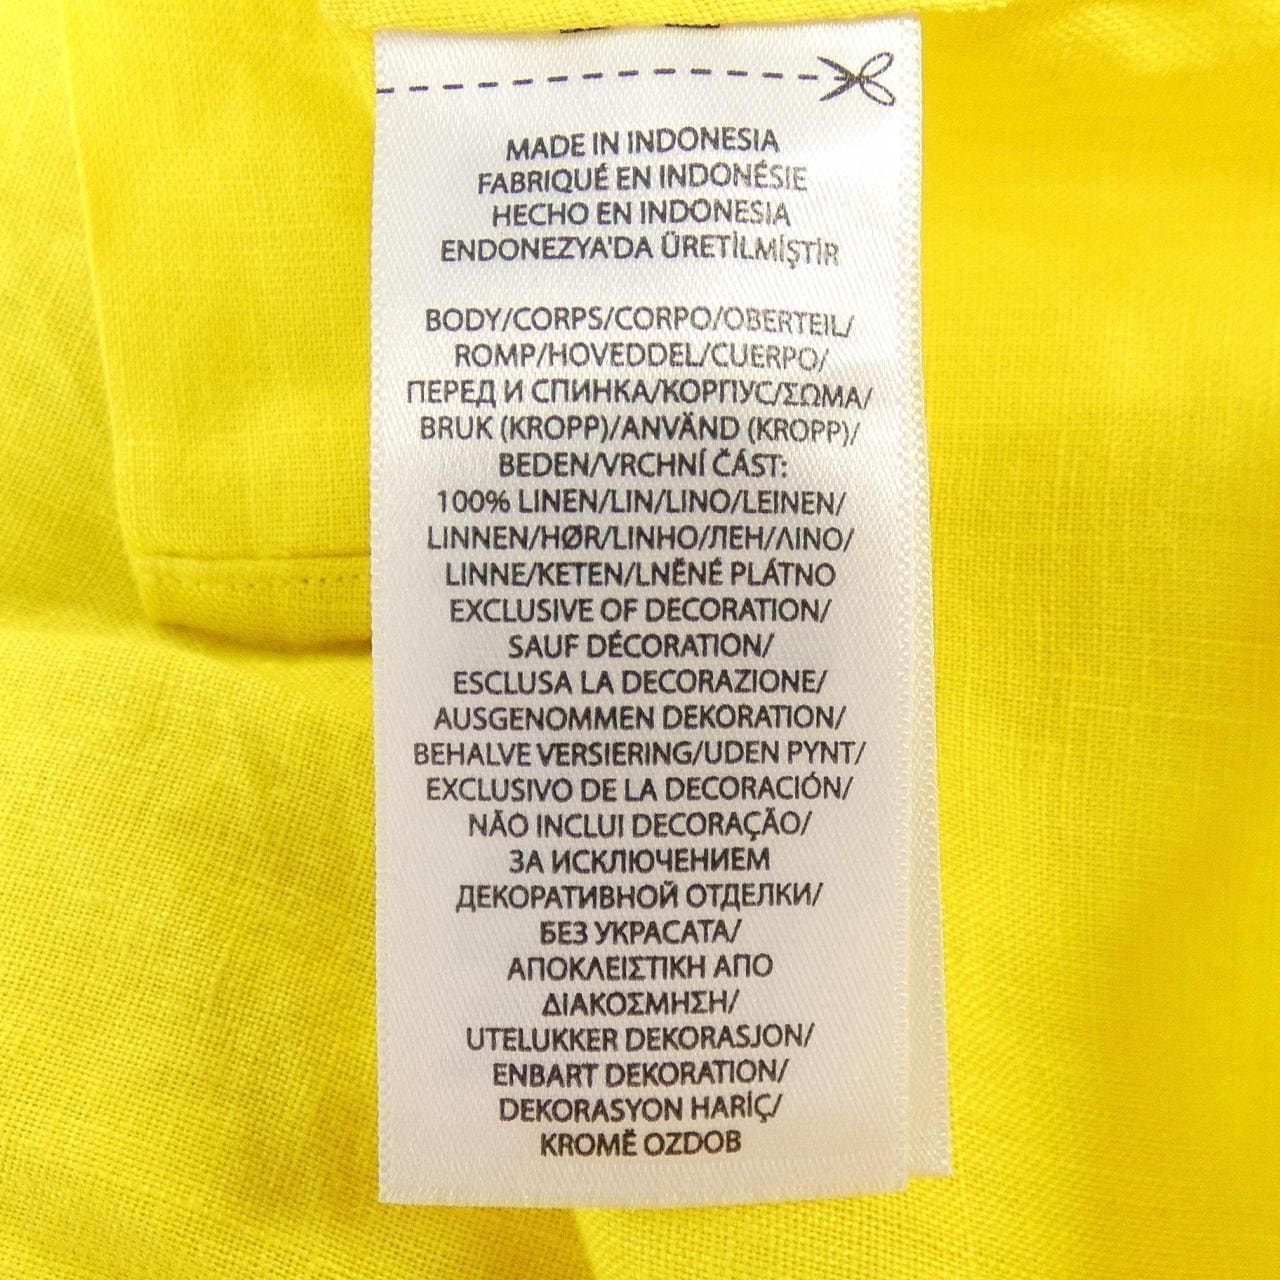 MADE IN INDONESIA
FABRIQUÉ EN INDONÉSIE
HECHO EN INDONESIA
ENDONEZYA'DA ÜRETİLMİŞTİR
BODY/CORPS/CORPO/OBERTEIL/
ROMP/HOVEDDEL/CUERPO/
ПЕРЕД И СПИНКА/КОРПУС/ΣΩΜΑ/
BRUK (KROPP)/ANVÄND (KROPP)/
BEDEN/VRCHNÍ ČÁST:
100% LINEN/LIN/LINO/LEINEN/
LINNEN/HØR/LINHO/ЛЕН/ΛΙΝΟ/
LINNE/KETEN/LNĚNÉ PLÁTNO
EXCLUSIVE OF DECORATION/
SAUF DÉCORATION/
ESCLUSA LA DECORAZIONE/
AUSGENOMMEN DEKORATION/
BEHALVE VERSIERING/UDEN PYNT/
EXCLUSIVO DE LA DECORACIÓN/
NÃO INCLUI DECORAÇÃO/
ЗА ИСКЛЮЧЕНИЕМ
ДЕКОРАТИВНОЙ ОТДЕЛКИ/
БЕЗ УКРАСАТА/
ΑΠΟΚΛΕΙΣΤΙΚΗ ΑΠΟ
ΔΙΑΚΟΣΜΗΣΗ/
UTELUKKER DEKORASJON/
ENBART DEKORATION/
DEKORASYON HARİÇ/
KROMĚ OZDOB